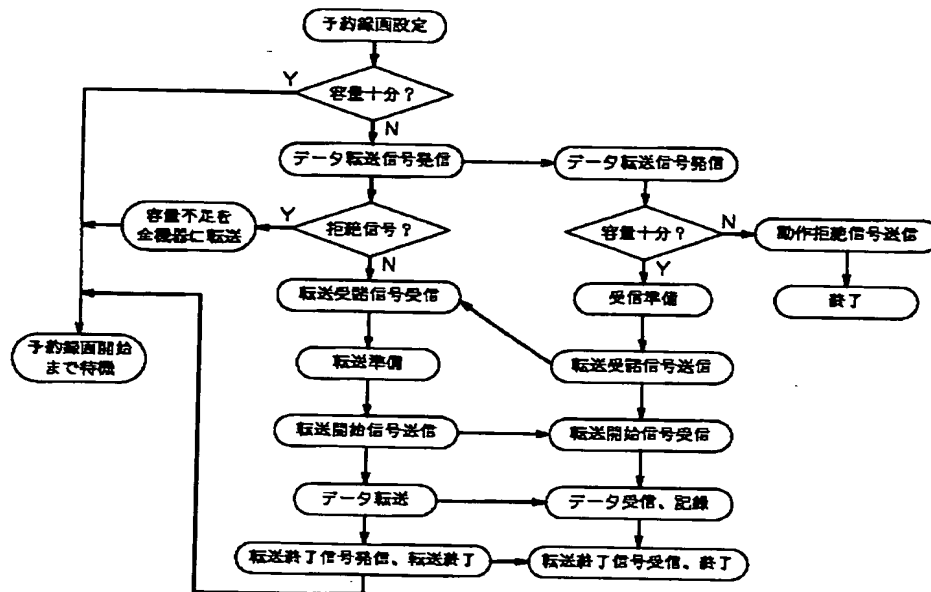 予約録画設定
Y
容量十分?
N
データ転送信号発信
データ転送信号発信
容量不足を
全機器に転送
Y
拒絶信号?
N
容量十分?
N
動作拒絶信号送信
Y
転送受諾信号受信
受信準備
終了
予約録画開始
まで待機
転送準備
転送受諾信号送信
転送開始信号送信
転送開始信号受信
データ転送
データ受信、記録
転送終了信号発信、転送終了
転送終了信号受信、終了